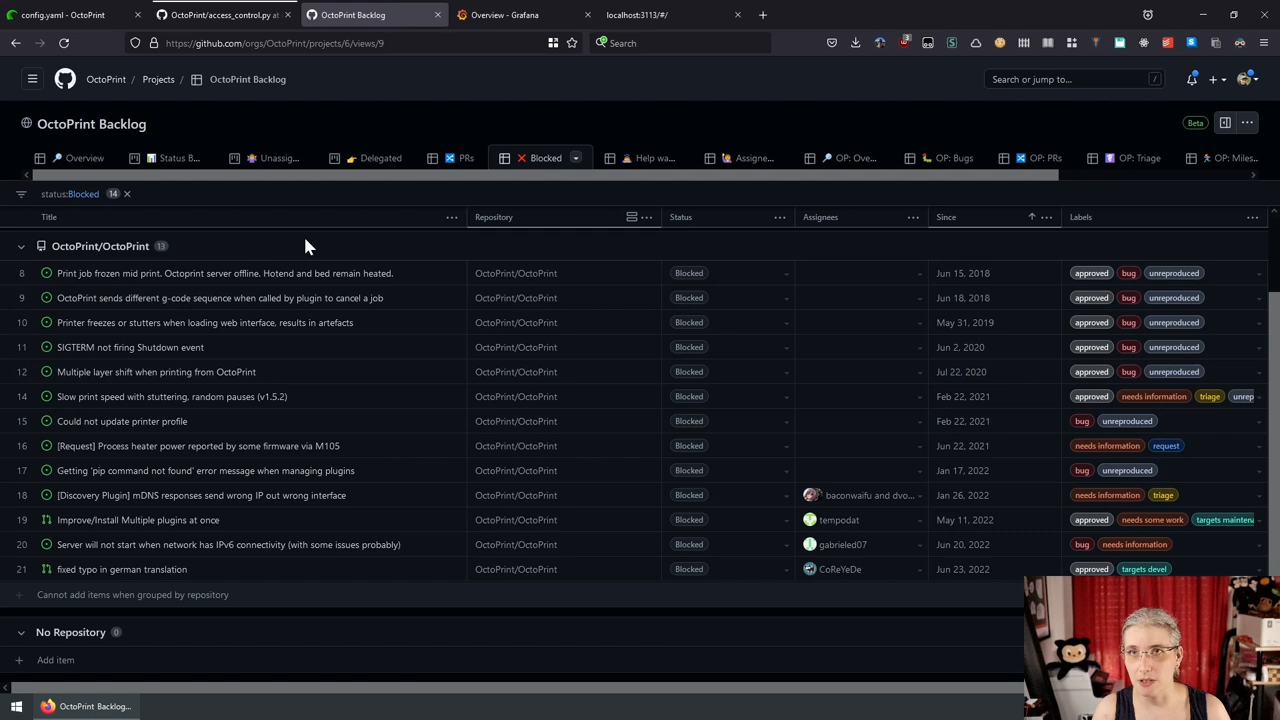 config.yaml - OctoPrint
OctoPrint/access_control.py at
OctoPrint Backlog
Overview - Grafana
localhost:3113/#/
https://github.com/orgs/OctoPrint/projects/6/views/9
Search
OctoPrint / Projects / OctoPrint Backlog
Search or jump to... /
OctoPrint Backlog
Beta
Overview
Status B...
Unassig...
Delegated
PRs
Blocked
Help wa...
Assigne...
OP: Ove...
OP: Bugs
OP: PRs
OP: Triage
OP: Miles...
status:Blocked 14
Title Repository Status Assignees Since Labels
OctoPrint/OctoPrint 13
8 Print job frozen mid print. Octoprint server offline. Hotend and bed remain heated. OctoPrint/OctoPrint Blocked Jun 15, 2018 approved bug unreproduced
9 OctoPrint sends different g-code sequence when called by plugin to cancel a job OctoPrint/OctoPrint Blocked Jun 18, 2018 approved bug unreproduced
10 Printer freezes or stutters when loading web interface, results in artefacts OctoPrint/OctoPrint Blocked May 31, 2019 approved bug unreproduced
11 SIGTERM not firing Shutdown event OctoPrint/OctoPrint Blocked Jun 2, 2020 approved bug unreproduced
12 Multiple layer shift when printing from OctoPrint OctoPrint/OctoPrint Blocked Jul 22, 2020 approved bug unreproduced
14 Slow print speed with stuttering, random pauses (v1.5.2) OctoPrint/OctoPrint Blocked Feb 22, 2021 approved needs information triage unrep
15 Could not update printer profile OctoPrint/OctoPrint Blocked Feb 22, 2021 bug unreproduced
16 [Request] Process heater power reported by some firmware via M105 OctoPrint/OctoPrint Blocked Jun 22, 2021 needs information request
17 Getting 'pip command not found' error message when managing plugins OctoPrint/OctoPrint Blocked Jan 17, 2022 bug unreproduced
18 [Discovery Plugin] mDNS responses send wrong IP out wrong interface OctoPrint/OctoPrint Blocked baconwaifu and dvo... Jan 26, 2022 needs information triage
19 Improve/Install Multiple plugins at once OctoPrint/OctoPrint Blocked tempodat May 11, 2022 approved needs some work targets maintena
20 Server will not start when network has IPv6 connectivity (with some issues probably) OctoPrint/OctoPrint Blocked gabrieled07 Jun 20, 2022 bug needs information
21 fixed typo in german translation OctoPrint/OctoPrint Blocked CoReYeDe Jun 23, 2022 approved targets devel
Cannot add items when grouped by repository
No Repository 0
Add item
OctoPrint Backlog...